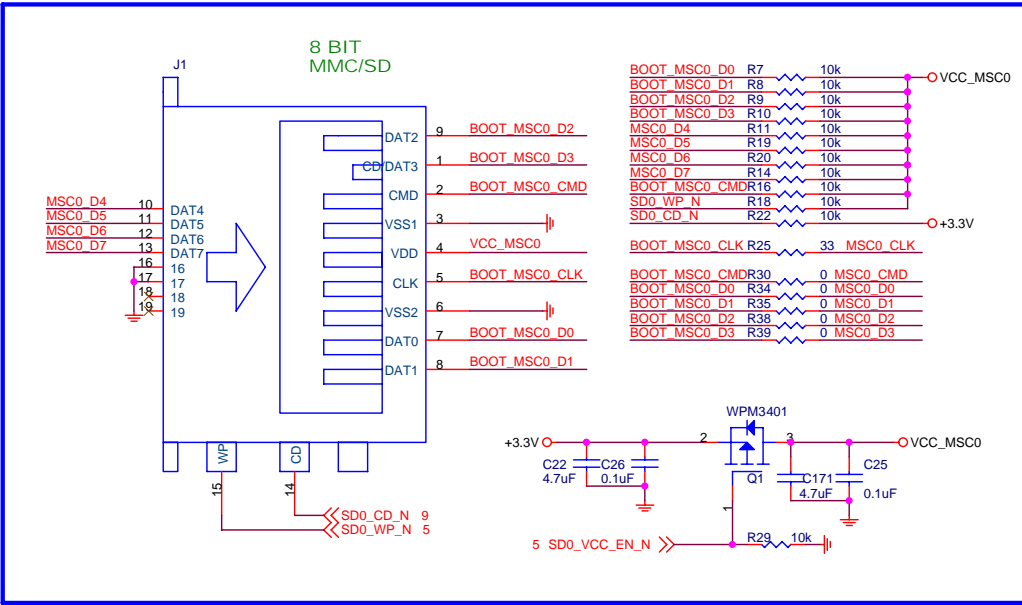 8 BIT
MMC/SD
J1
DAT2 9 BOOT_MSC0_D2
CD/DAT3 1 BOOT_MSC0_D3
CMD 2 BOOT_MSC0_CMD
VSS1 3
VDD 4 VCC_MSC0
CLK 5 BOOT_MSC0_CLK
VSS2 6
DAT0 7 BOOT_MSC0_D0
DAT1 8 BOOT_MSC0_D1
MSC0_D4 10 DAT4
MSC0_D5 11 DAT5
MSC0_D6 12 DAT6
MSC0_D7 13 DAT7
16 16
17 17
18 18
19 19
WP
CD
15
14
SD0_CD_N 9
SD0_WP_N 5
BOOT_MSC0_D0 R7 10k VCC_MSC0
BOOT_MSC0_D1 R8 10k
BOOT_MSC0_D2 R9 10k
BOOT_MSC0_D3 R10 10k
MSC0_D4 R11 10k
MSC0_D5 R19 10k
MSC0_D6 R20 10k
MSC0_D7 R14 10k
BOOT_MSC0_CMD R16 10k
SD0_WP_N R18 10k
SD0_CD_N R22 10k +3.3V
BOOT_MSC0_CLK R25 33 MSC0_CLK
BOOT_MSC0_CMD R30 0 MSC0_CMD
BOOT_MSC0_D0 R34 0 MSC0_D0
BOOT_MSC0_D1 R35 0 MSC0_D1
BOOT_MSC0_D2 R38 0 MSC0_D2
BOOT_MSC0_D3 R39 0 MSC0_D3
WPM3401
+3.3V 2 3 VCC_MSC0
C22 C26 Q1 C171 C25
4.7uF 0.1uF 4.7uF 0.1uF
1
5 SD0_VCC_EN_N R29 10k